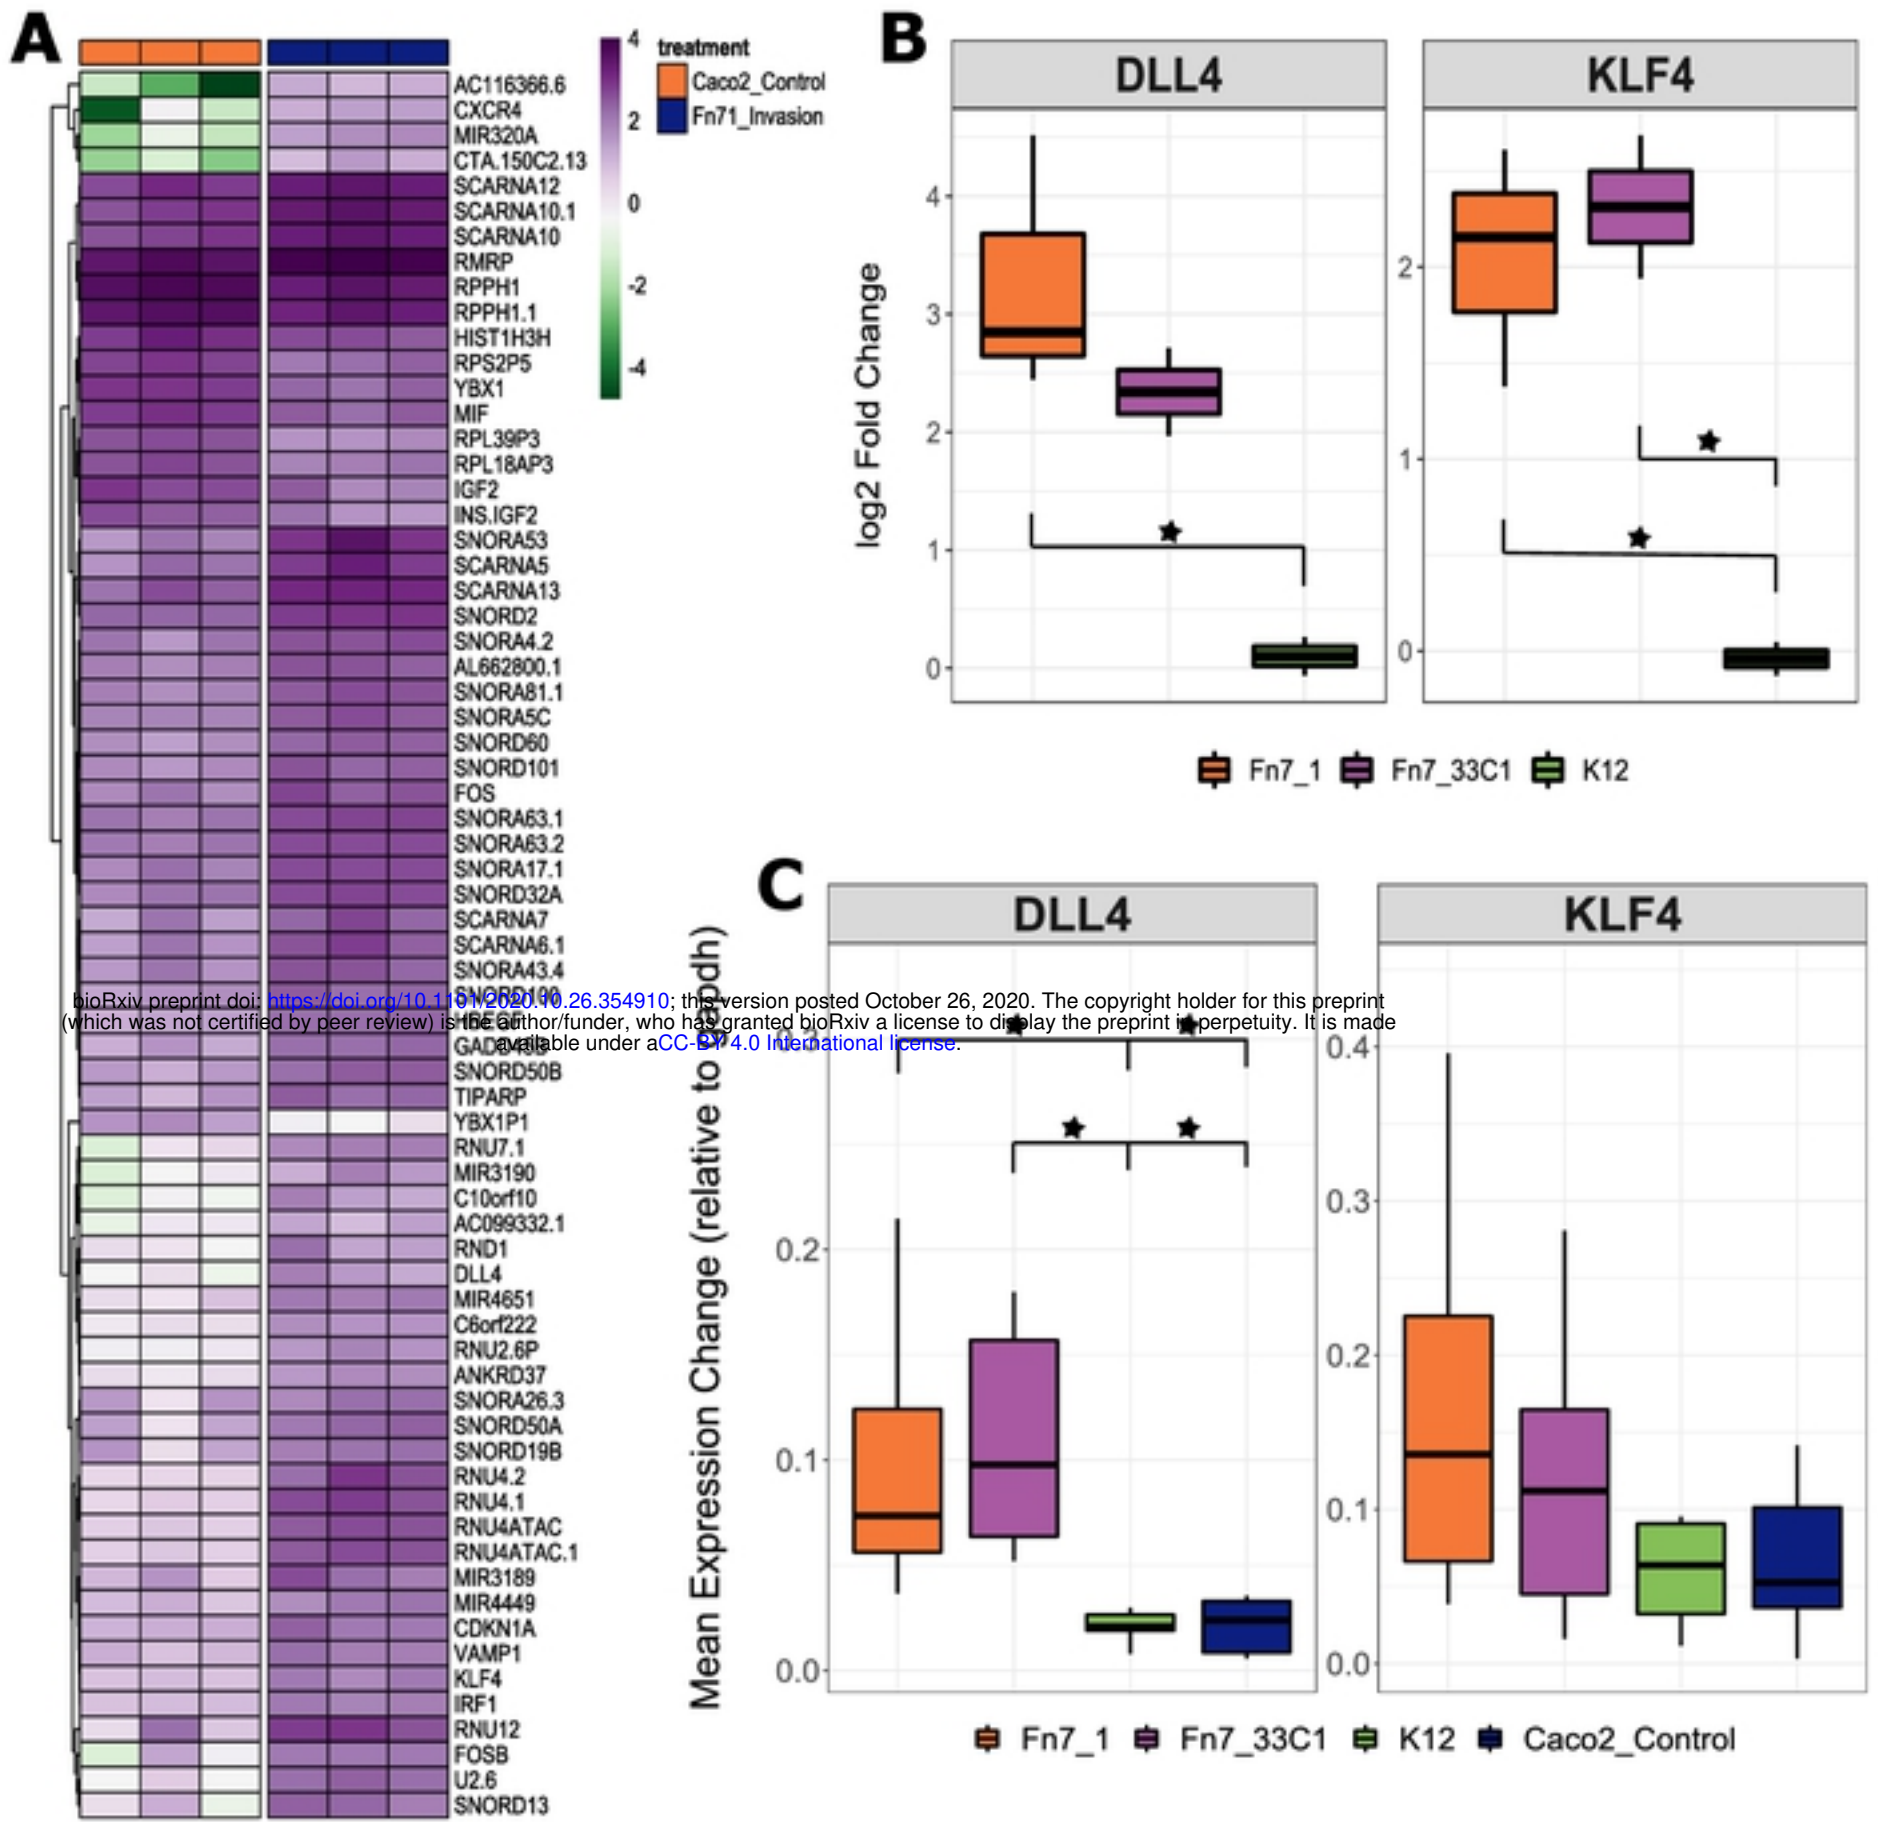 A
4
2
0
-2
-4
treatment
Caco2_Control
Fn71_Invasion
AC116366.6
CXCR4
MIR320A
CTA.150C2.13
SCARNA12
SCARNA10.1
SCARNA10
RMRP
RPPH1
RPPH1.1
HIST1H3H
RPS2P5
YBX1
MIF
RPL39P3
RPL18AP3
IGF2
INS.IGF2
SNORA53
SCARNA5
SCARNA13
SNORD2
SNORA4.2
AL662800.1
SNORA81.1
SNORA5C
SNORD60
SNORD101
FOS
SNORA63.1
SNORA63.2
SNORA17.1
SNORD32A
SCARNA7
SCARNA6.1
SNORA43.4
SNORD100
SNORD50B
TIPARP
YBX1P1
RNU7.1
MIR3190
C10orf10
AC099332.1
RND1
DLL4
MIR4651
C6orf222
RNU2.6P
ANKRD37
SNORA26.3
SNORD50A
SNORD19B
RNU4.2
RNU4.1
RNU4ATAC
RNU4ATAC.1
MIR3189
MIR4449
CDKN1A
VAMP1
KLF4
IRF1
RNU12
FOSB
U2.6
SNORD13
bioRxiv preprint doi: https://doi.org/10.1101/2020.10.26.354910; this version posted October 26, 2020. The copyright holder for this preprint
(which was not certified by peer review) is the author/funder, who has granted bioRxiv a license to display the preprint in perpetuity. It is made
available under aCC-BY 4.0 International license.
B
DLL4
KLF4
log2 Fold Change
4
3
2
1
0
2
1
0
Fn7_1 Fn7_33C1 K12
C
DLL4
KLF4
Mean Expression Change (relative to gapdh)
0.3
0.2
0.1
0.0
0.4
0.3
0.2
0.1
0.0
Fn7_1 Fn7_33C1 K12 Caco2_Control